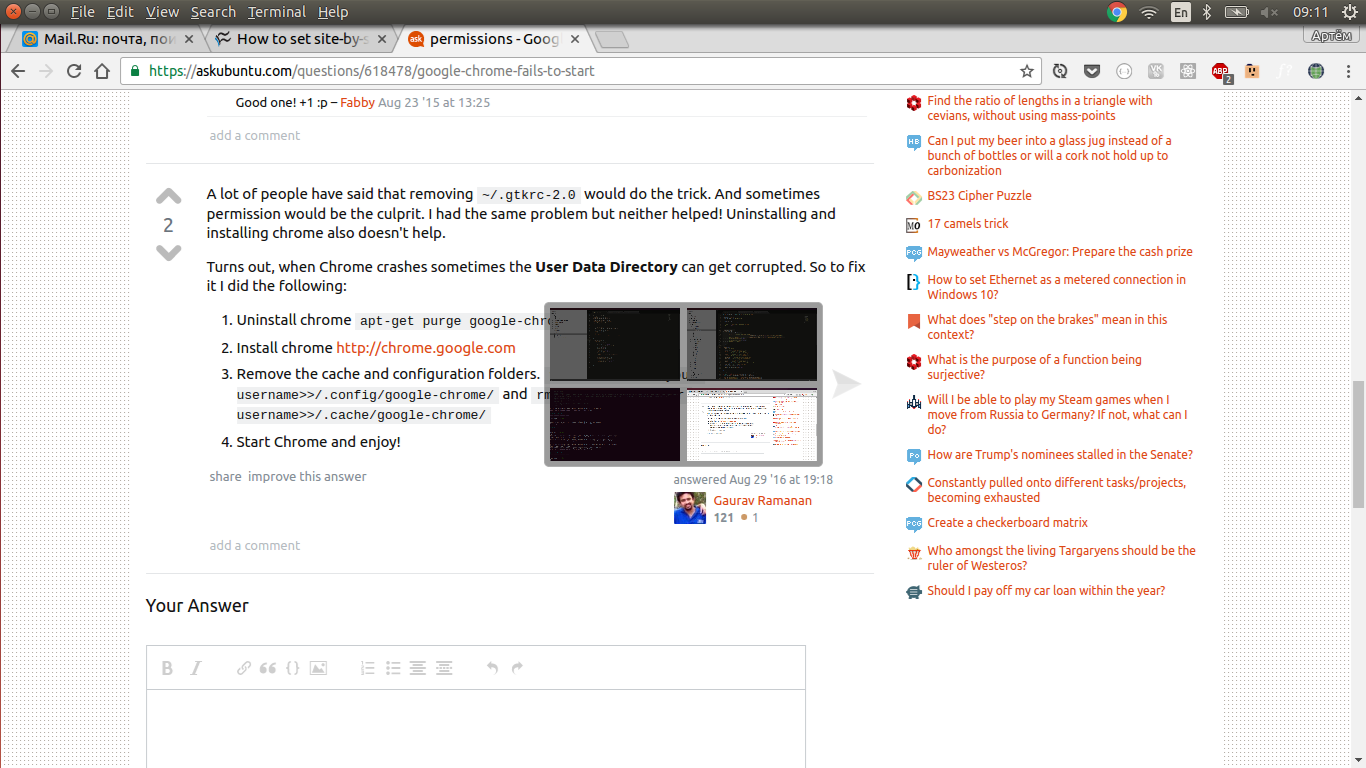 File Edit View Search Terminal Help
En
09:11
Mail.Ru: почта, пои
How to set site-by-s
permissions - Goog
Артём
https://askubuntu.com/questions/618478/google-chrome-fails-to-start
ABP
2
Good one! +1 :p – Fabby Aug 23 '15 at 13:25
add a comment
2
A lot of people have said that removing ~/.gtkrc-2.0 would do the trick. And sometimes
permission would be the culprit. I had the same problem but neither helped! Uninstalling and
installing chrome also doesn't help.
Turns out, when Chrome crashes sometimes the User Data Directory can get corrupted. So to fix
it I did the following:
1. Uninstall chrome apt-get purge google-chr
2. Install chrome http://chrome.google.com
3. Remove the cache and configuration folders.
username>>/.config/google-chrome/ and
username>>/.cache/google-chrome/
4. Start Chrome and enjoy!
share improve this answer
answered Aug 29 '16 at 19:18
Gaurav Ramanan
121 1
add a comment
Your Answer
B I
Find the ratio of lengths in a triangle with
cevians, without using mass-points
Can I put my beer into a glass jug instead of a
bunch of bottles or will a cork not hold up to
carbonization
BS23 Cipher Puzzle
17 camels trick
Mayweather vs McGregor: Prepare the cash prize
How to set Ethernet as a metered connection in
Windows 10?
What does "step on the brakes" mean in this
context?
What is the purpose of a function being
surjective?
Will I be able to play my Steam games when I
move from Russia to Germany? If not, what can I
do?
How are Trump's nominees stalled in the Senate?
Constantly pulled onto different tasks/projects,
becoming exhausted
Create a checkerboard matrix
Who amongst the living Targaryens should be the
ruler of Westeros?
Should I pay off my car loan within the year?